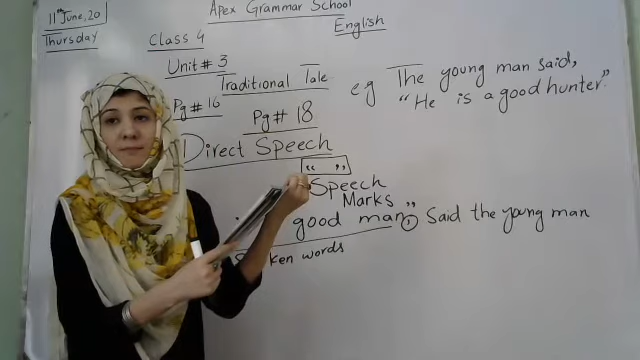 11th June, 20
Thursday
Apex Grammar School
English
Class 4
Unit # 3
Traditional Tale
Pg # 16
Pg # 18
Direct Speech
“ ”
Speech
Marks
e.g The young man said,
“He is a good hunter.”
good man,” Said the young man
ken words